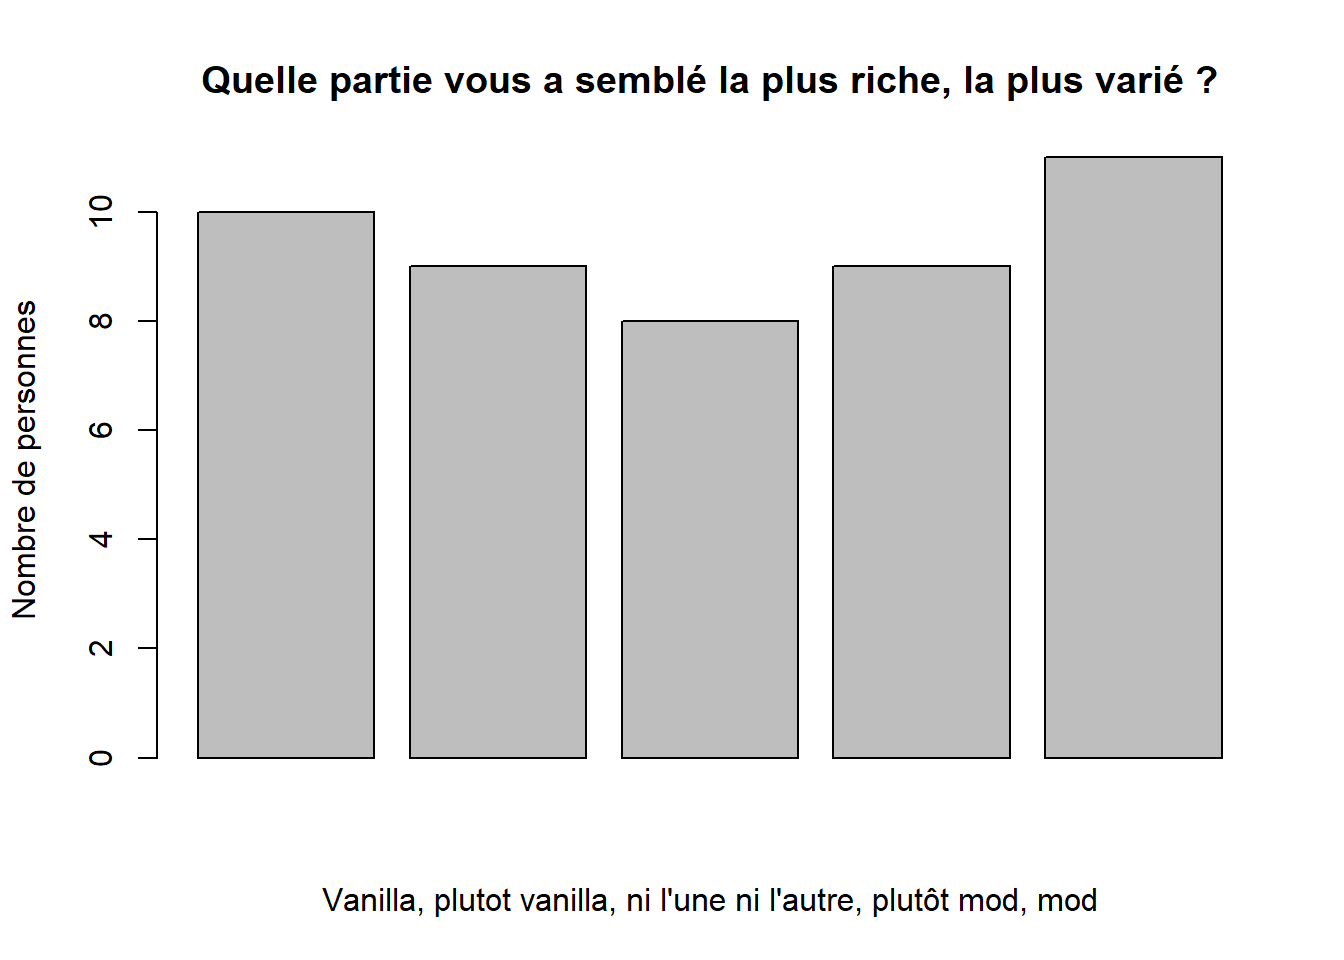 Quelle partie vous a semblé la plus riche, la plus varié ?
Nombre de personnes
10
8
6
4
2
0
Vanilla, plutot vanilla, ni l'une ni l'autre, plutôt mod, mod